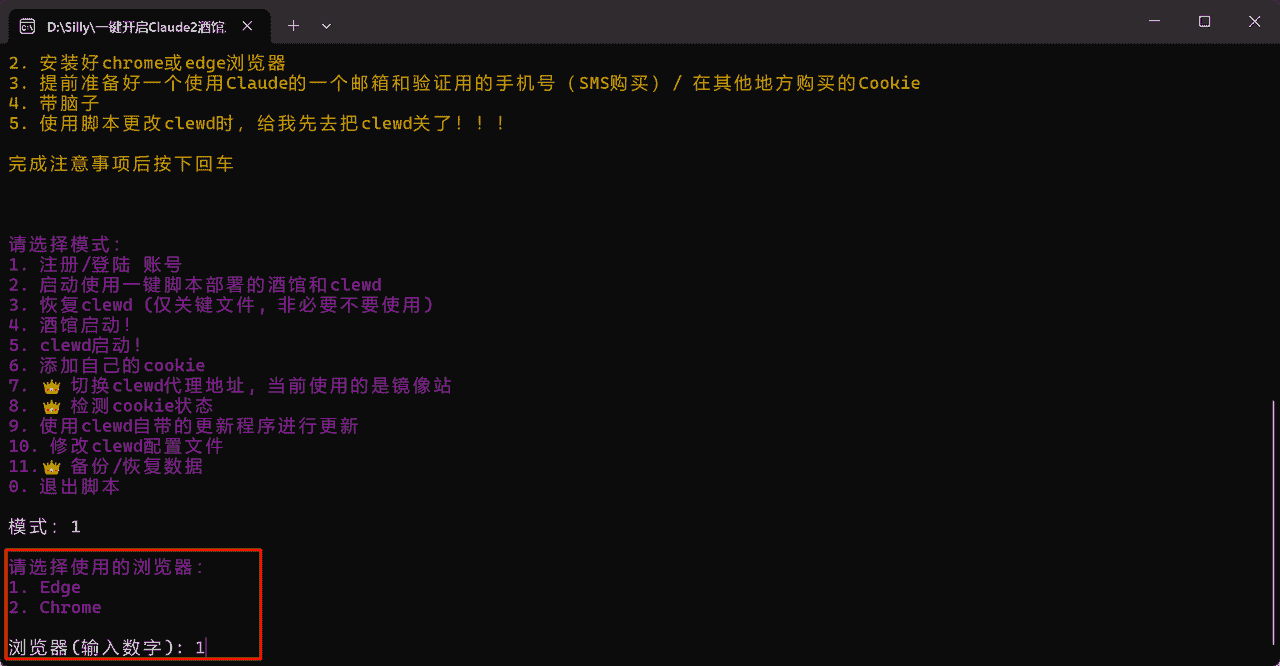 D:\Silly\一键开启Claude2酒馆.
2. 安装好chrome或edge浏览器
3. 提前准备好一个使用Claude的一个邮箱和验证用的手机号（SMS购买）/ 在其他地方购买的Cookie
4. 带脑子
5. 使用脚本更改clewd时，给我先去把clewd关了！！！
完成注意事项后按下回车
请选择模式：
1. 注册/登陆 账号
2. 启动使用一键脚本部署的酒馆和clewd
3. 恢复clewd（仅关键文件，非必要不要使用）
4. 酒馆启动！
5. clewd启动！
6. 添加自己的cookie
7. 👑 切换clewd代理地址，当前使用的是镜像站
8. 👑 检测cookie状态
9. 使用clewd自带的更新程序进行更新
10. 修改clewd配置文件
11.👑 备份/恢复数据
0. 退出脚本
模式：1
请选择使用的浏览器：
1. Edge
2. Chrome
浏览器(输入数字): 1